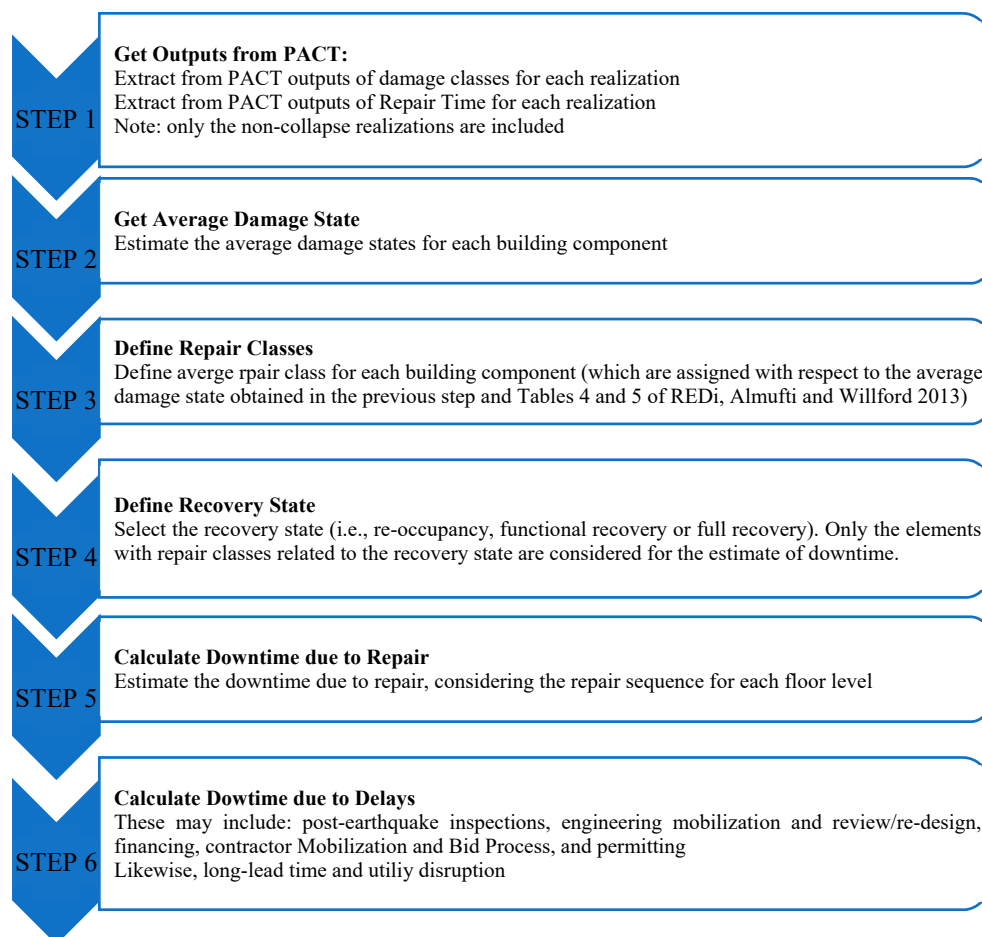 STEP 1
Get Outputs from PACT:
Extract from PACT outputs of damage classes for each realization
Extract from PACT outputs of Repair Time for each realization
Note: only the non-collapse realizations are included
STEP 2
Get Average Damage State
Estimate the average damage states for each building component
STEP 3
Define Repair Classes
Define averge rpair class for each building component (which are assigned with respect to the average
damage state obtained in the previous step and Tables 4 and 5 of REDi, Almufti and Willford 2013)
STEP 4
Define Recovery State
Select the recovery state (i.e., re-occupancy, functional recovery or full recovery). Only the elements
with repair classes related to the recovery state are considered for the estimate of downtime.
STEP 5
Calculate Downtime due to Repair
Estimate the downtime due to repair, considering the repair sequence for each floor level
STEP 6
Calculate Dowtime due to Delays
These may include: post-earthquake inspections, engineering mobilization and review/re-design,
financing, contractor Mobilization and Bid Process, and permitting
Likewise, long-lead time and utiliy disruption